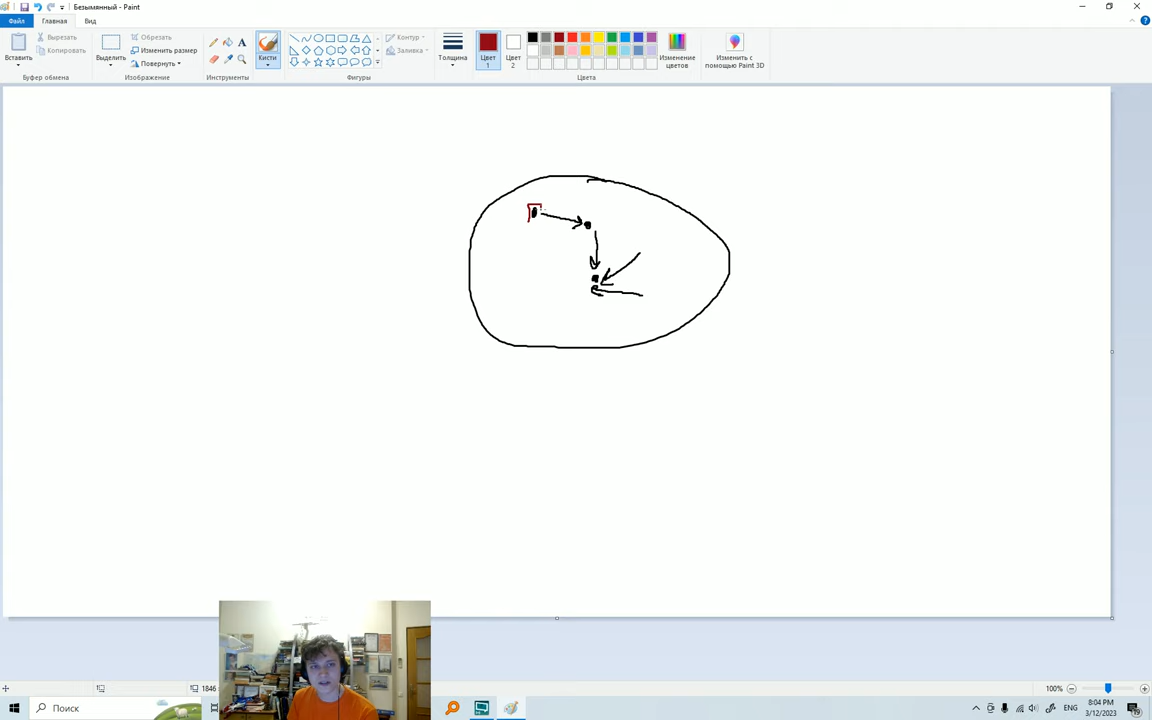 Безымянный - Paint
Файл Главная Вид
Вставить
Вырезать
Копировать
Буфер обмена
Выделить
Обрезать
Изменить размер
Повернуть
Изображение
Инструменты
Кисти
Контур
Заливка
Фигуры
Толщина
Цвет 1
Цвет 2
Цвета
Изменение цветов
Изменить с помощью Paint 3D
1846
100%
Поиск
ENG
8:04 PM
3/12/2023